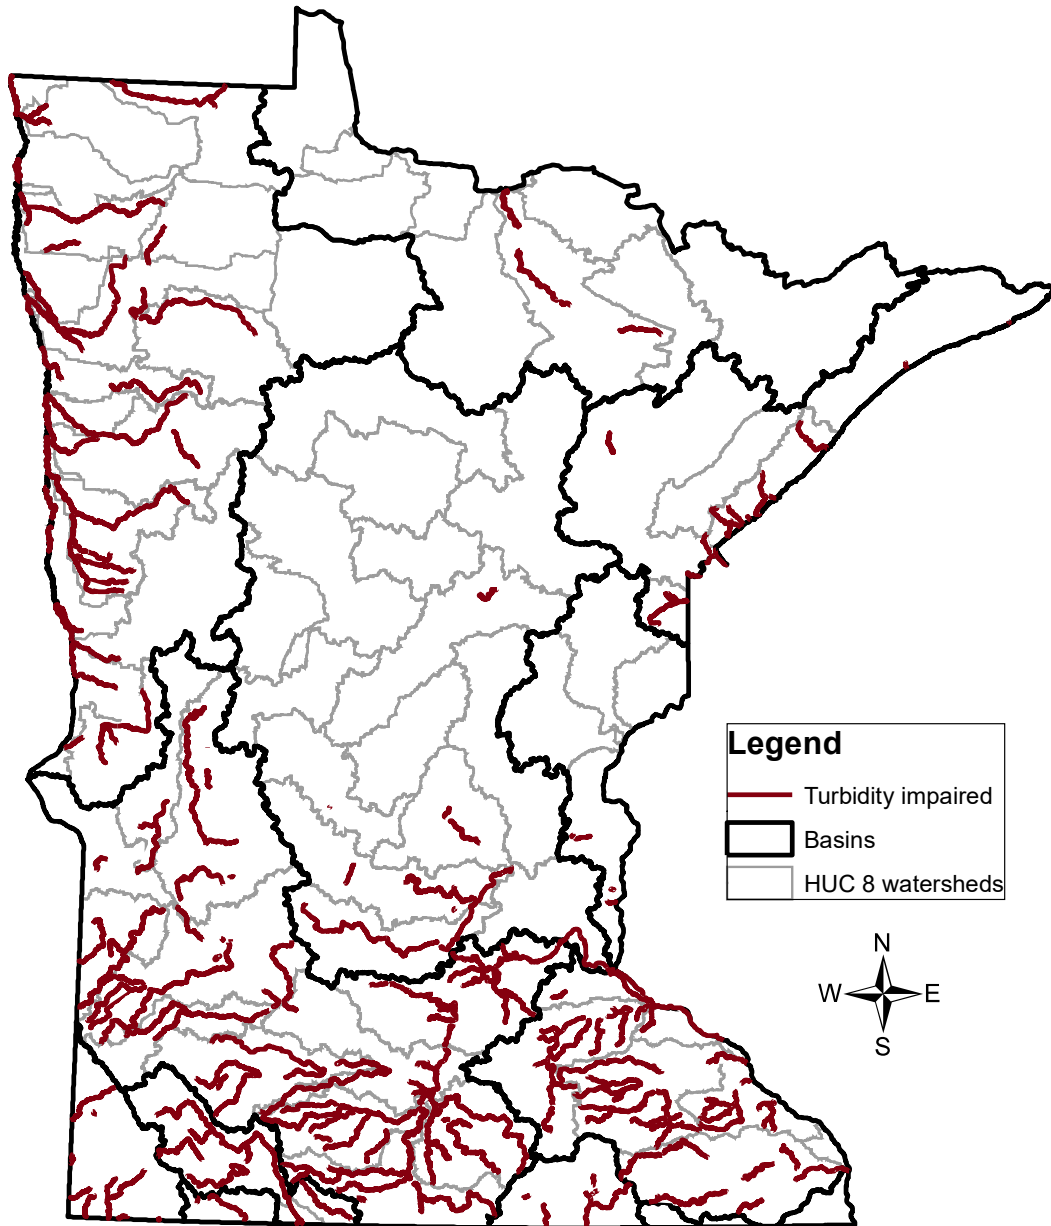 Legend
Turbidity impaired
Basins
HUC 8 watersheds
N
W E
S